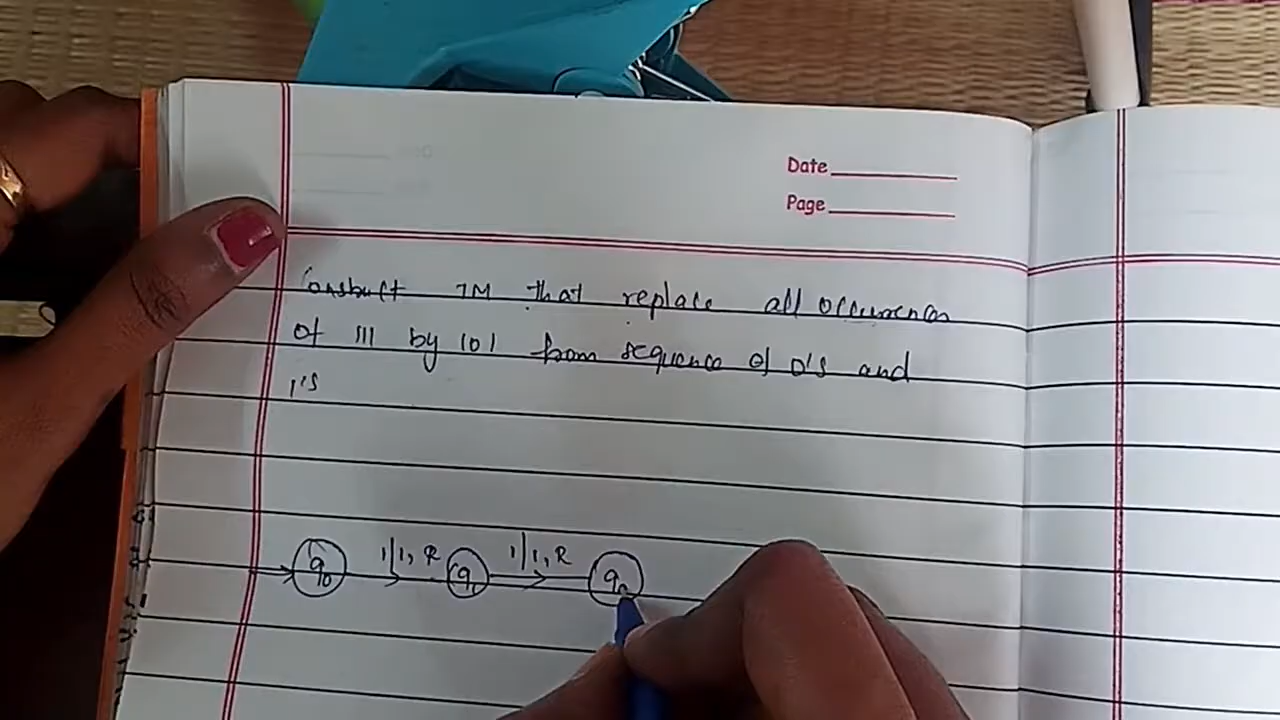 Date
Page
Construct TM that replace all occurrences
of 111 by 101 from sequence of 0's and
1's
1/1, R 1/1, R
q0 q1 q2